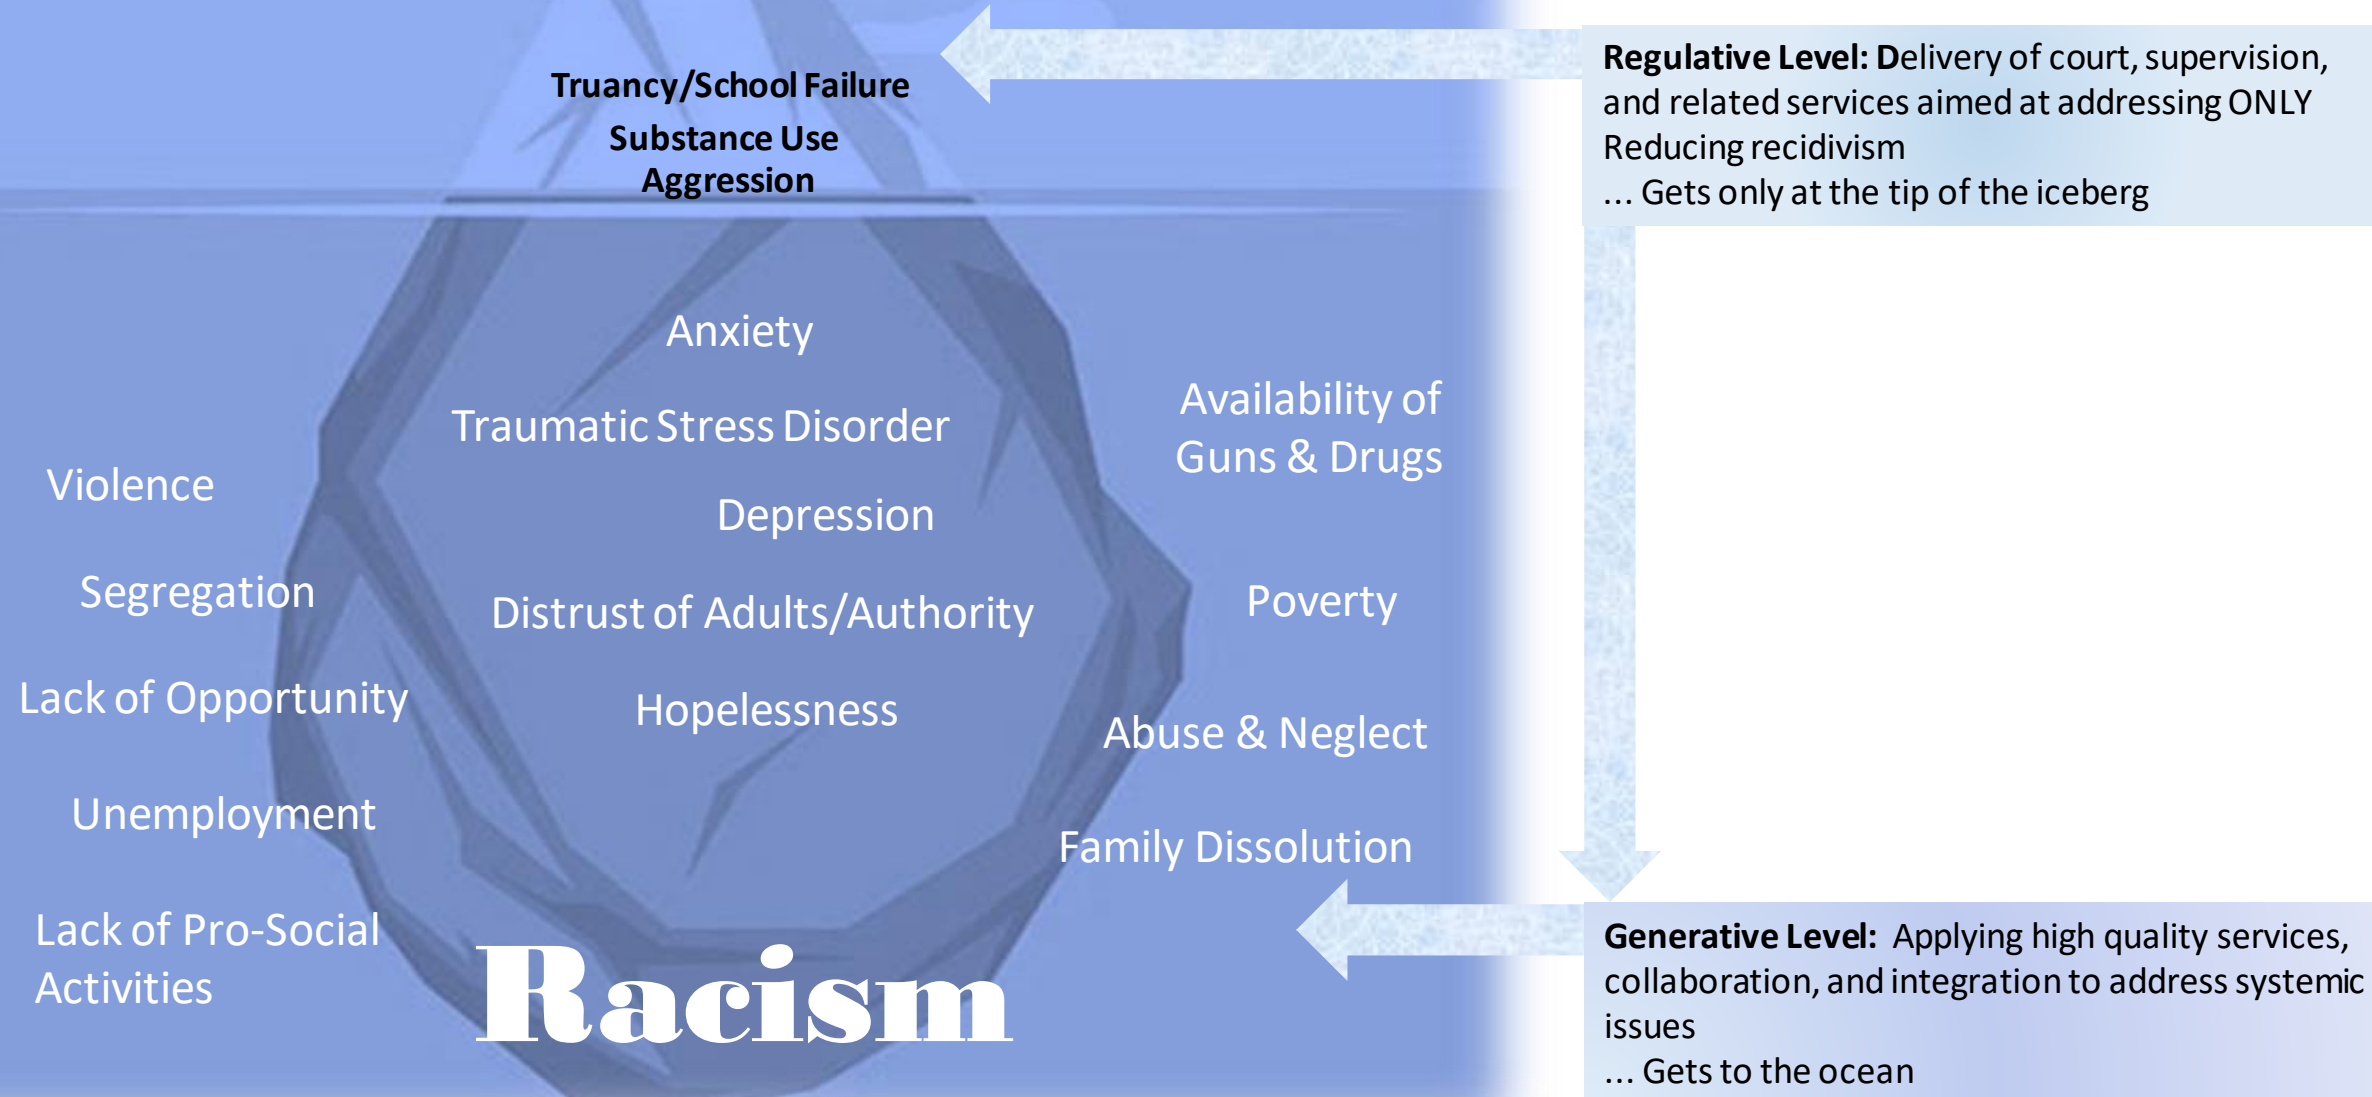 Truancy/School Failure
Substance Use
Aggression
Anxiety
Traumatic Stress Disorder
Depression
Distrust of Adults/Authority
Hopelessness
Violence
Segregation
Lack of Opportunity
Unemployment
Lack of Pro-Social
Activities
Availability of
Guns & Drugs
Poverty
Abuse & Neglect
Family Dissolution
Racism
Regulative Level: Delivery of court, supervision,
and related services aimed at addressing ONLY
Reducing recidivism
... Gets only at the tip of the iceberg
Generative Level: Applying high quality services,
collaboration, and integration to address systemic
issues
... Gets to the ocean